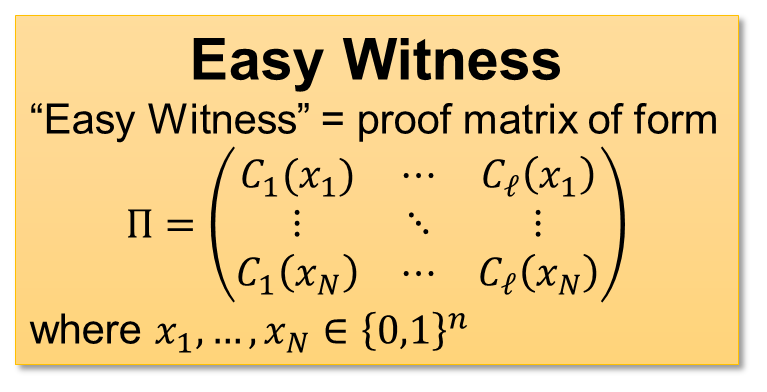 Easy Witness
“Easy Witness” = proof matrix of form
C₁(x₁) ⋯ C_ℓ(x₁)
Π = ( ⋮ ⋱ ⋮ )
C₁(x_N) ⋯ C_ℓ(x_N)
where x₁, … , x_N ∈ {0,1}ⁿ